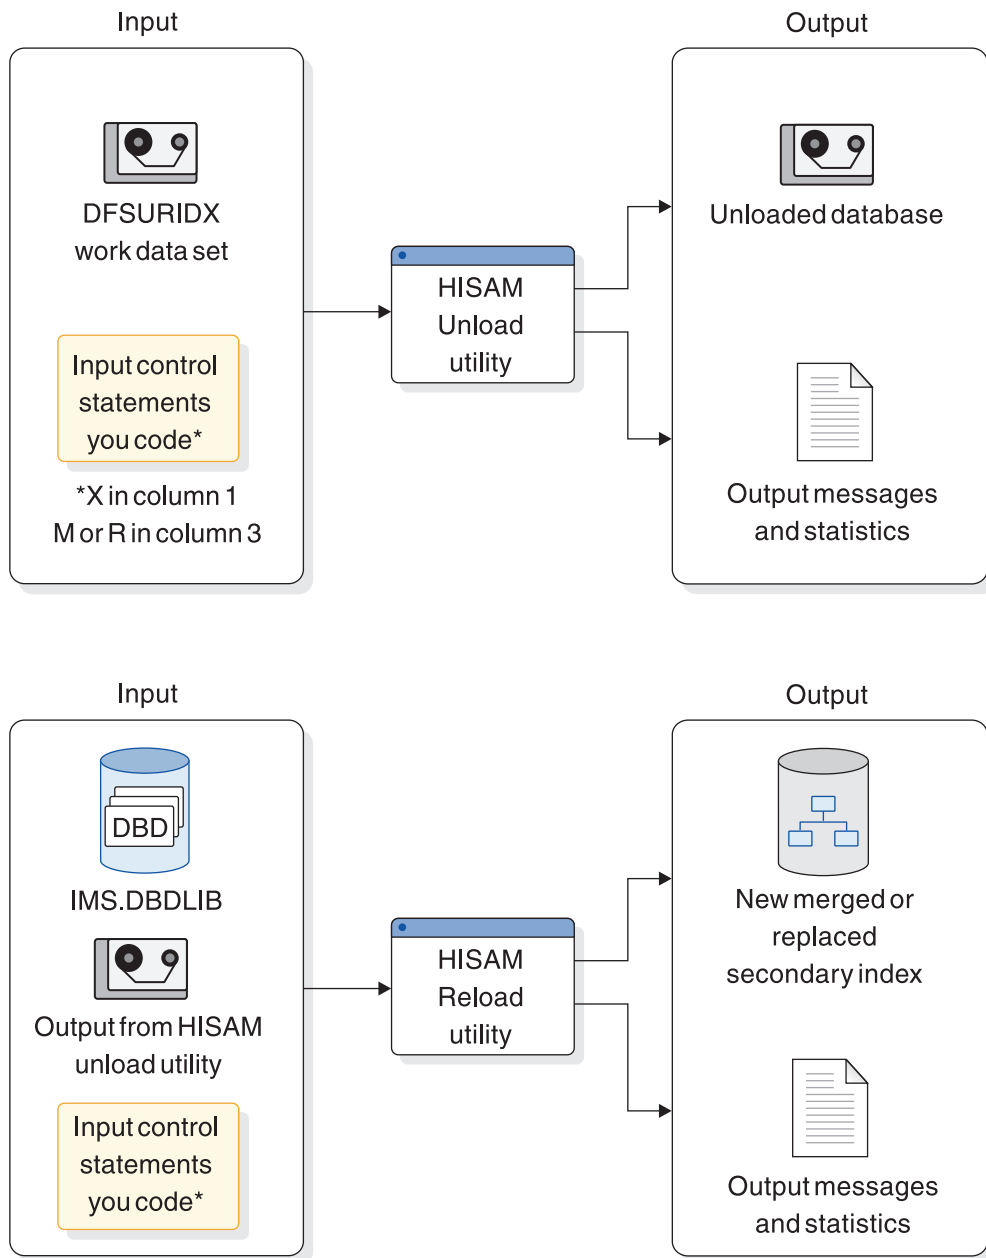 Input
Output
DFSURIDX
work data set
Input control
statements
you code*
*X in column 1
M or R in column 3
HISAM
Unload
utility
Unloaded database
Output messages
and statistics
Input
Output
DBD
IMS.DBDLIB
Output from HISAM
unload utility
Input control
statements
you code*
HISAM
Reload
utility
New merged or
replaced
secondary index
Output messages
and statistics